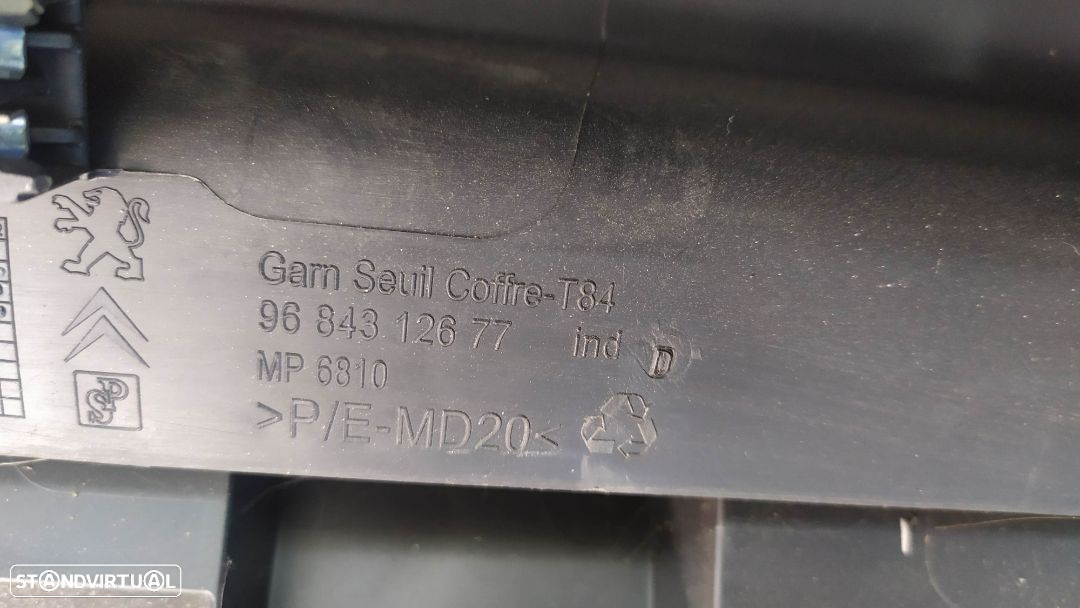 Garn Seuil Coffre-T84
96 843 126 77 ind D
MP 6810
>P/E-MD20<
STANDVIRTUAL